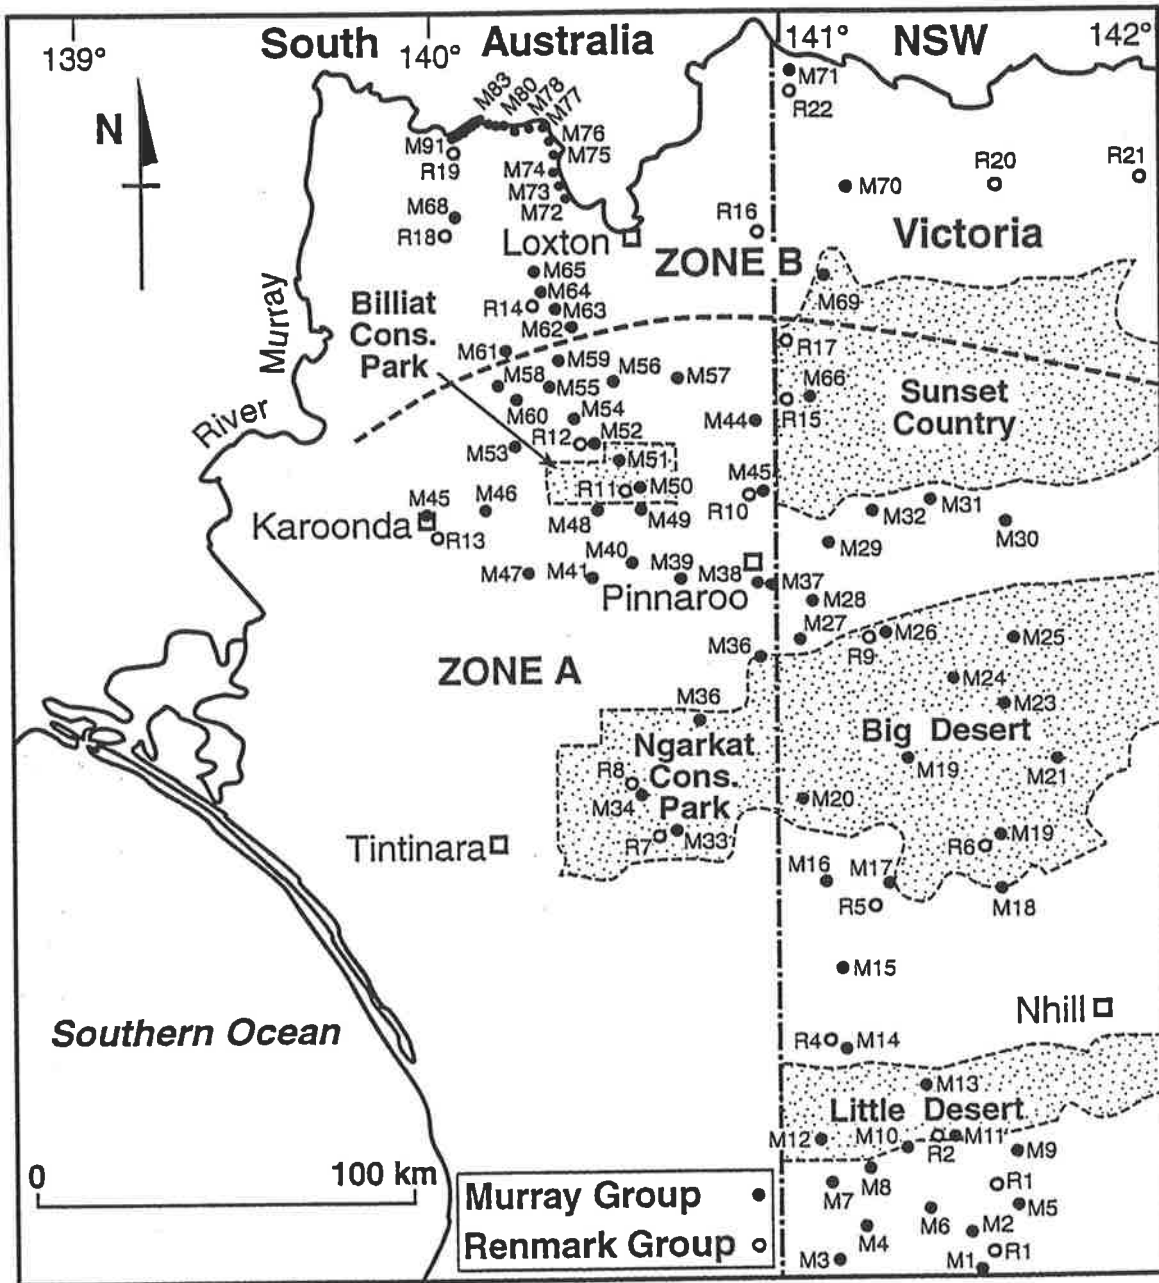 South Australia NSW
139° 140° 141° 142°
N
M83
M80
M78
M77
M71
R22
M76
M91
M75
R19
R20
R21
M74
M70
M73
M72
M68
R16
R18
Loxton
Victoria
ZONE B
M65
M69
M64
R14
M63
Billiat
Cons.
Park
M62
Murray
River
M61
R17
M59
M56
M57
M58
M55
M66
Sunset
Country
M60
M54
M44
R15
R12
M52
M53
M51
M45
R11
M50
R10
M31
M45
M46
M32
Karoonda
M48
M49
M30
R13
M29
M40
M39
M47
M41
M38
M37
Pinnaroo
M28
M27
M26
M25
R9
M36
ZONE A
M24
M36
M23
Ngarkat
Cons.
Park
Big Desert
R8
M19
M21
M34
M20
R7
M33
M19
R6
Tintinara
M16
M17
M18
R5
M15
Nhill
Southern Ocean
R4
M14
M13
Little Desert
M12
M10
M11
R2
M9
0 100 km
M8
R1
M7
Murray Group
M6
M5
M4
M2
Renmark Group
R1
M3
M1